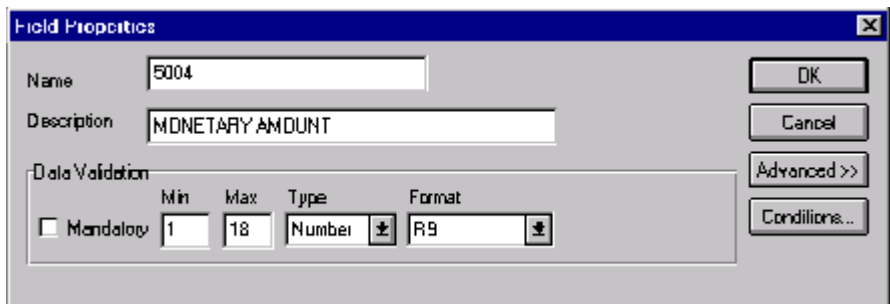 Field Properties
Name 5004 OK
Description MONETARY AMOUNT Cancel
Data Validation Advanced >>
Min Max Type Format
Mandatory 1 18 Number R9 Conditions...